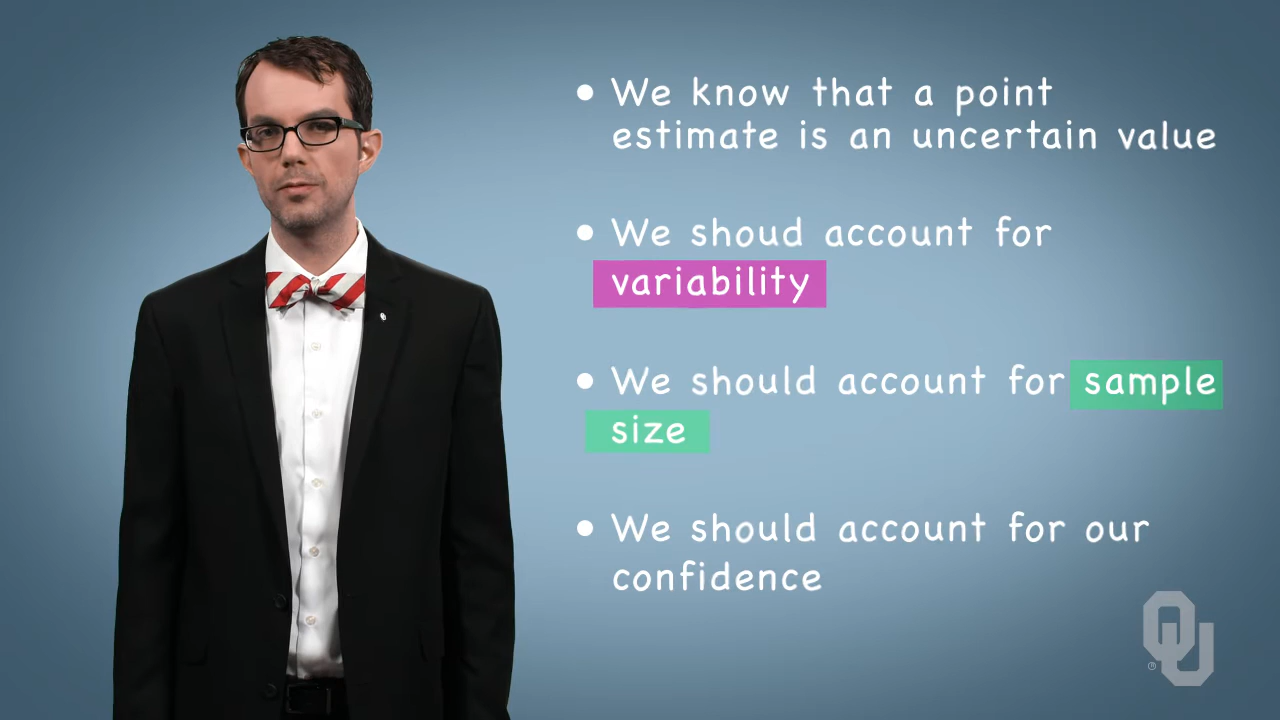 • We know that a point
estimate is an uncertain value
• We shoud account for
variability
• We should account for sample
size
• We should account for our
confidence
OU